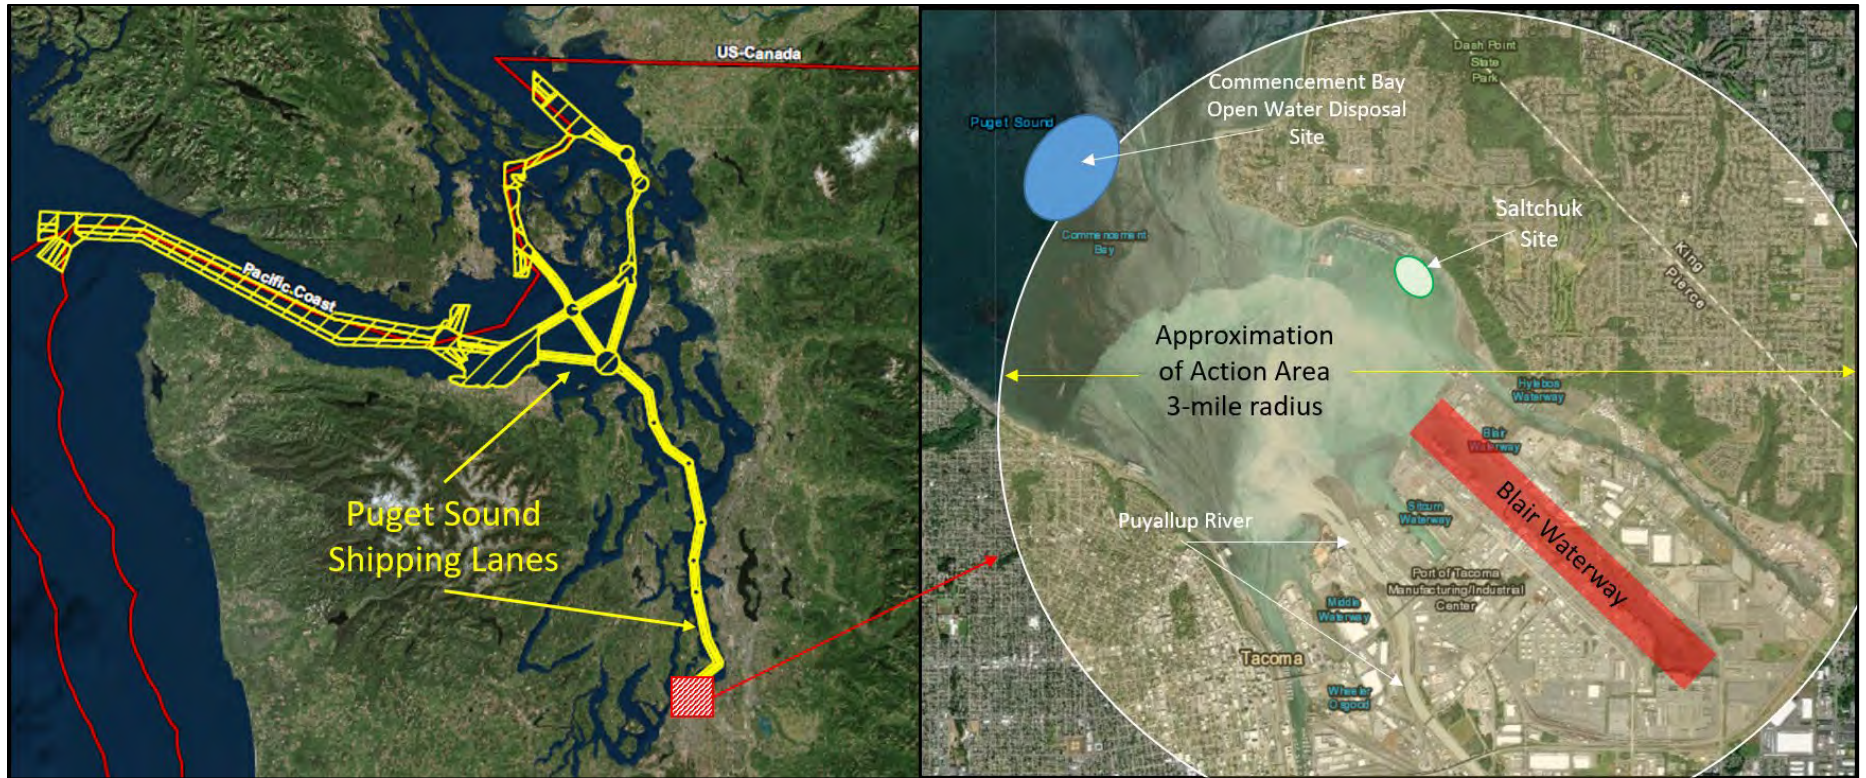 US-Canada
Pacific Coast
Puget Sound
Shipping Lanes
Dash Point
State
Park
Commencement Bay
Open Water Disposal
Site
Puget Sound
Commencement
Bay
Saltchuk
Site
King
Pierce
Approximation
of Action Area
3-mile radius
Hylebos
Waterway
Blair
Waterway
Blair Waterway
Sitcum
Waterway
Puyallup River
Port of Tacoma
Manufacturing/Industrial
Center
Middle
Waterway
Tacoma
Wheeler
Osgood